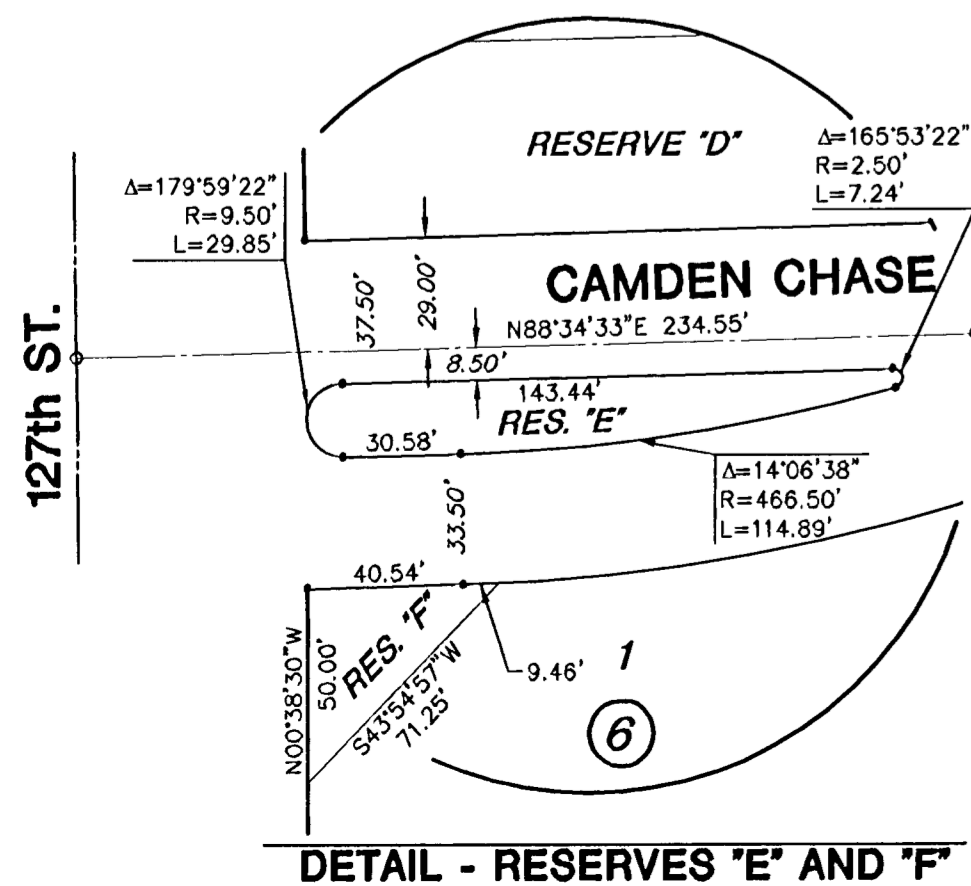 RESERVE "D"
Δ=165°53'22"
R=2.50'
L=7.24'
Δ=179°59'22"
R=9.50'
L=29.85'
127th ST.
37.50'
29.00'
CAMDEN CHASE
N88°34'33"E 234.55'
8.50'
143.44'
RES. "E"
30.58'
Δ=14°06'38"
R=466.50'
L=114.89'
33.50'
40.54'
RES. "F"
9.46'
1
6
N00°38'30"W
50.00'
S43°54'57"W
71.25'
DETAIL - RESERVES "E" AND "F"